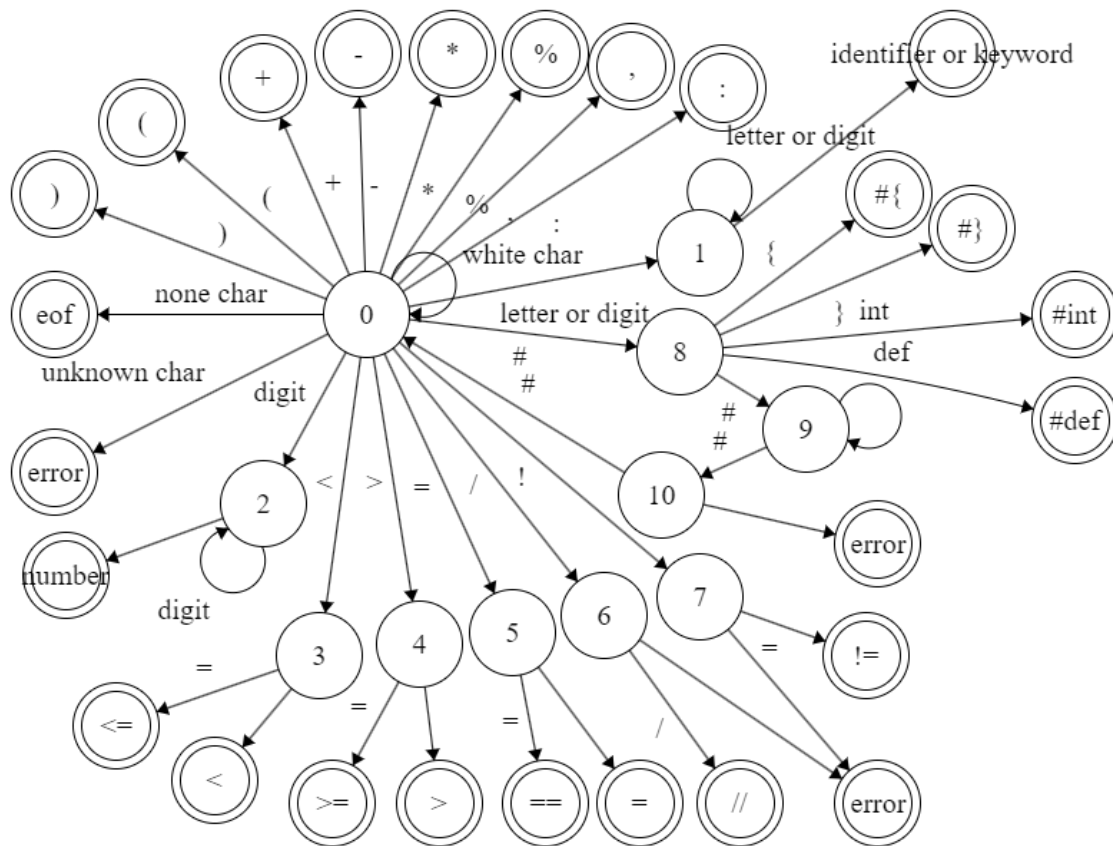 - * % ,
+ :
identifier or keyword
(
letter or digit
)
#{
#}
+ - * % , :
(
)
white char
1
{
none char
eof
0
letter or digit
} int
#int
8
def
#
#
unknown char
digit
#def
9
#
#
error
2
< > = / !
10
error
number
digit
7
6
5
4
3
=
!=
=
<=
=
=
/
<
>=
>
==
=
//
error